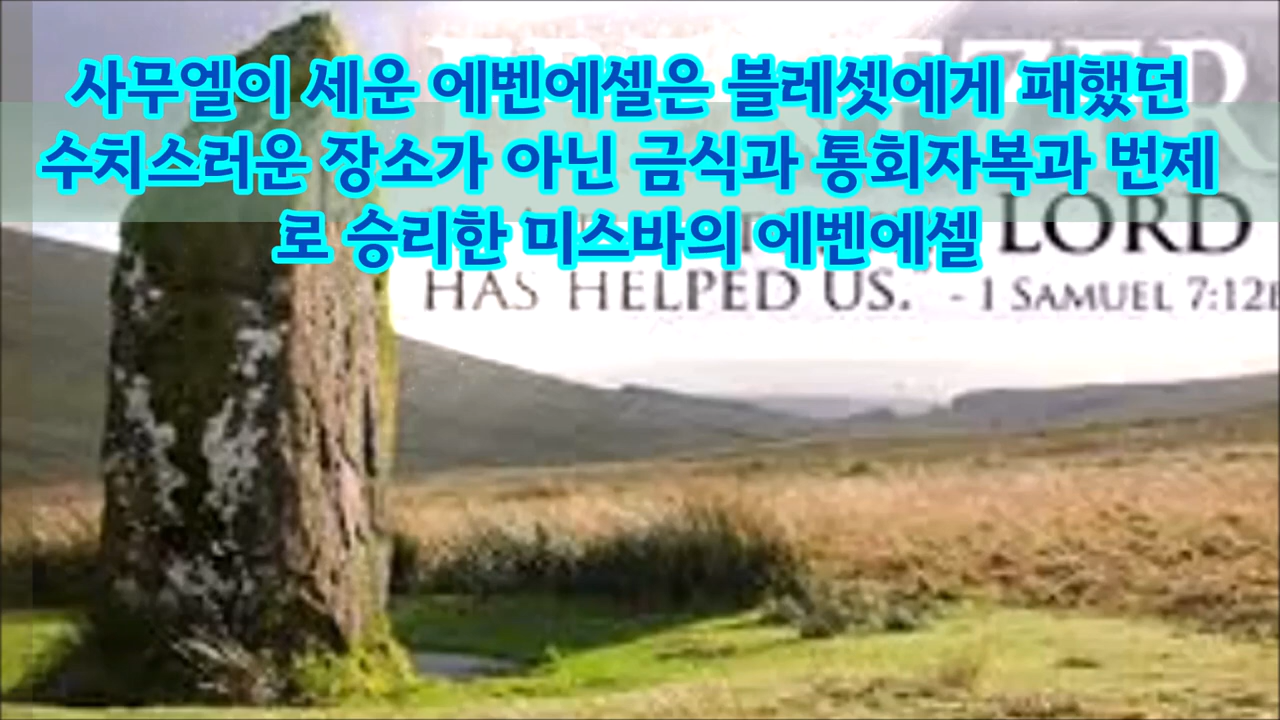 사무엘이 세운 에벤에셀은 블레셋에게 패했던
수치스러운 장소가 아닌 금식과 통회자복과 번제
로 승리한 미스바의 에벤에셀
LORD
HAS HELPED US. - 1 SAMUEL 7:12